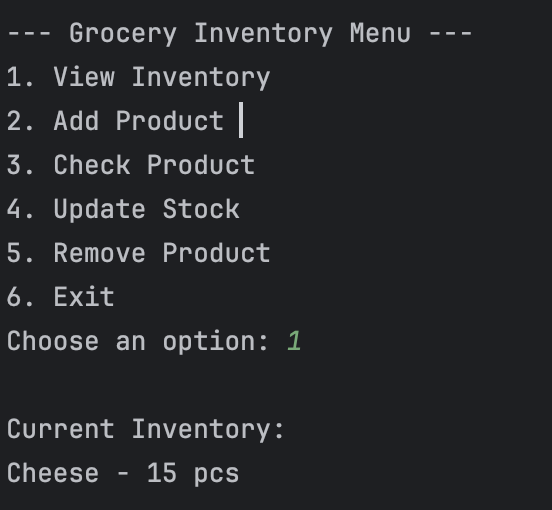 --- Grocery Inventory Menu ---
1. View Inventory
2. Add Product
3. Check Product
4. Update Stock
5. Remove Product
6. Exit
Choose an option: 1
Current Inventory:
Cheese - 15 pcs